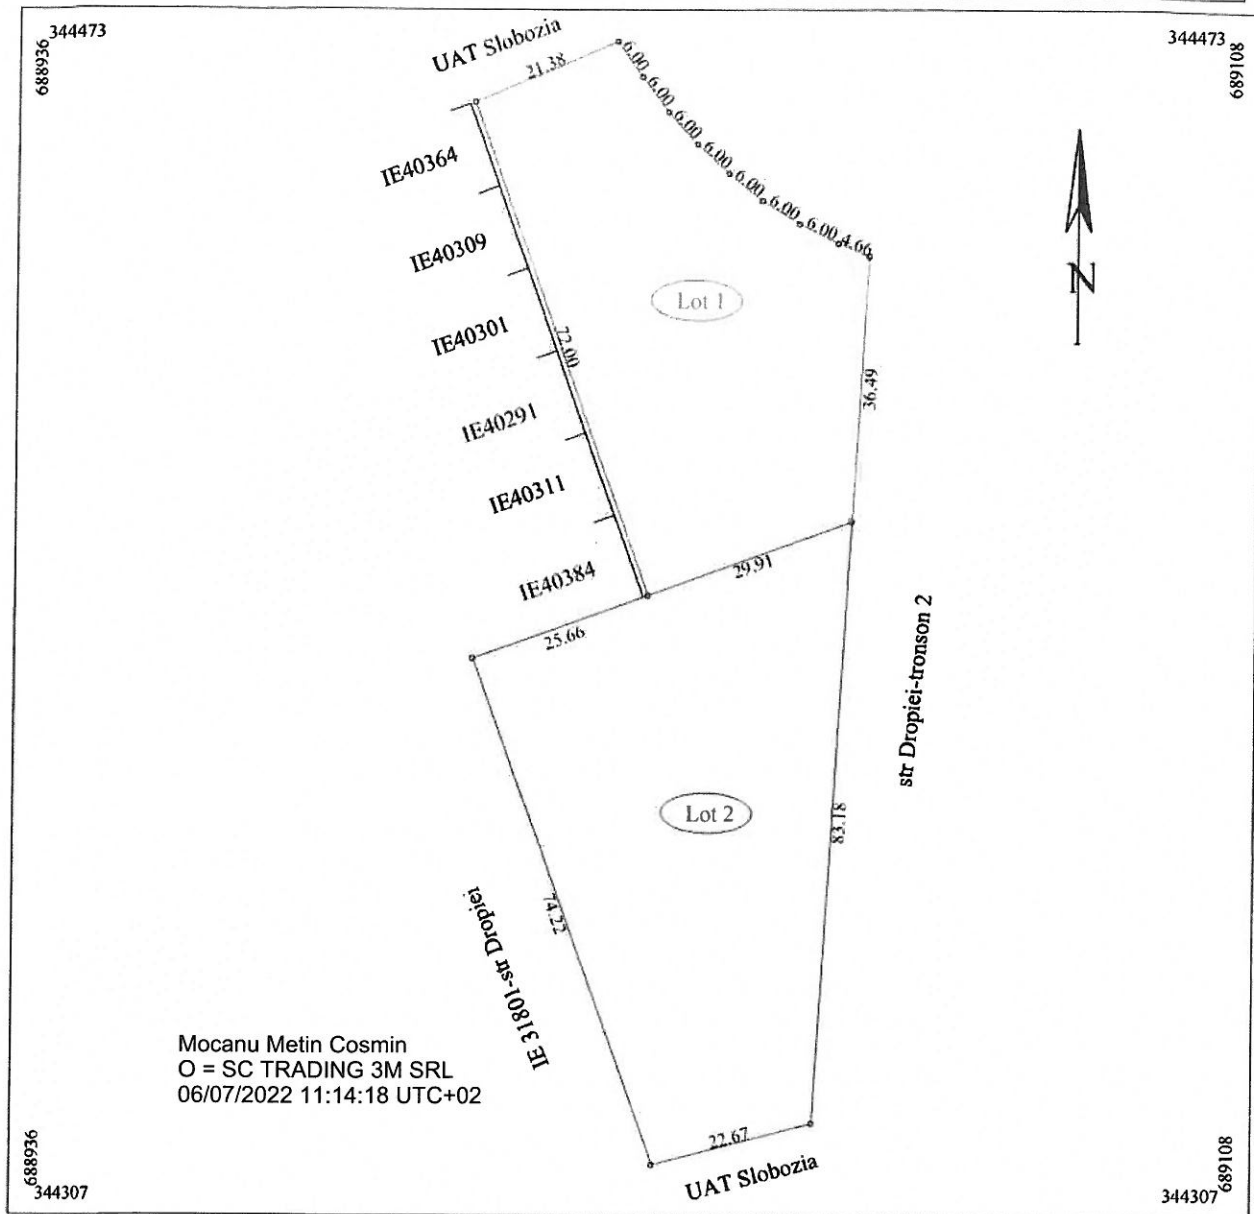 344473
688936
344473
689108
UAT Slobozia
21.38
6.00
6.00
6.00
6.00
6.00
6.00
6.00
4.66
IE40364
IE40309
IE40301
IE40291
IE40311
IE40384
72.00
Lot 1
N
36.49
29.91
25.66
str Dropiei-tronson 2
Lot 2
83.18
74.22
IE 31801-str Dropiei
Mocanu Metin Cosmin
O = SC TRADING 3M SRL
06/07/2022 11:14:18 UTC+02
22.67
UAT Slobozia
688936
344307
689108
344307